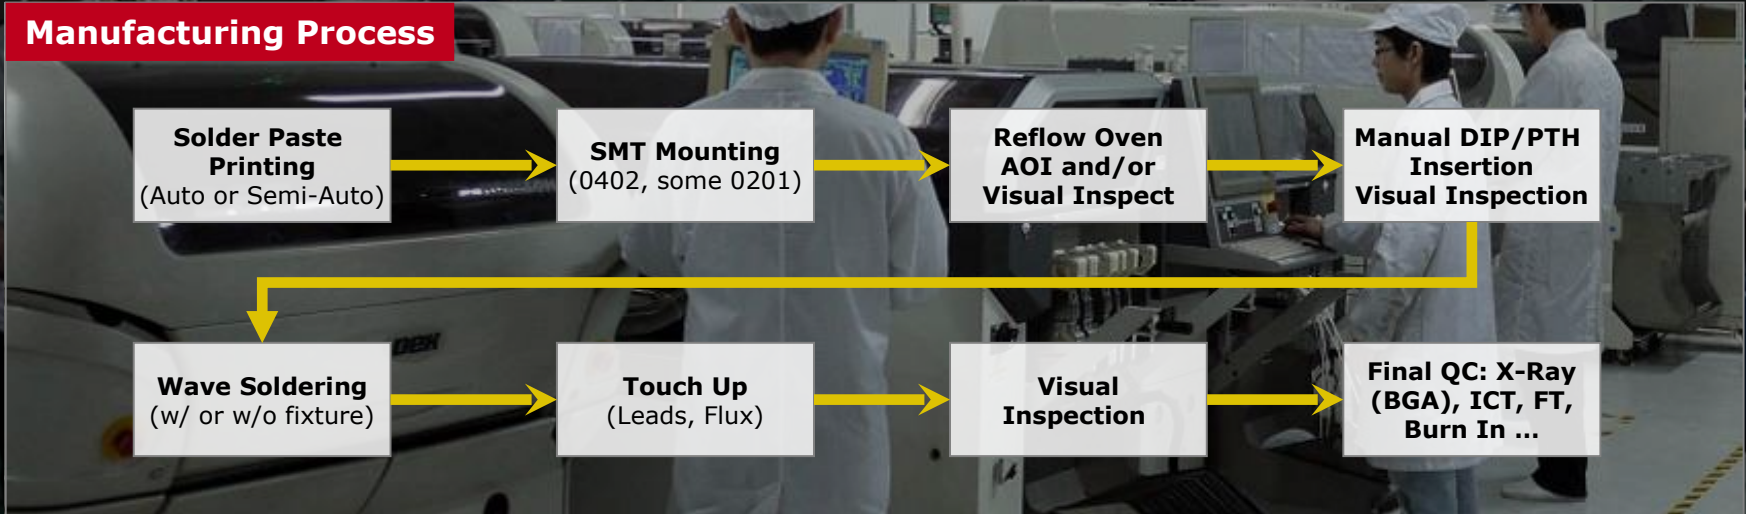 Manufacturing Process
Solder Paste
Printing
(Auto or Semi-Auto)
SMT Mounting
(0402, some 0201)
Reflow Oven
AOI and/or
Visual Inspect
Manual DIP/PTH
Insertion
Visual Inspection
Wave Soldering
(w/ or w/o fixture)
Touch Up
(Leads, Flux)
Visual
Inspection
Final QC: X-Ray
(BGA), ICT, FT,
Burn In ...